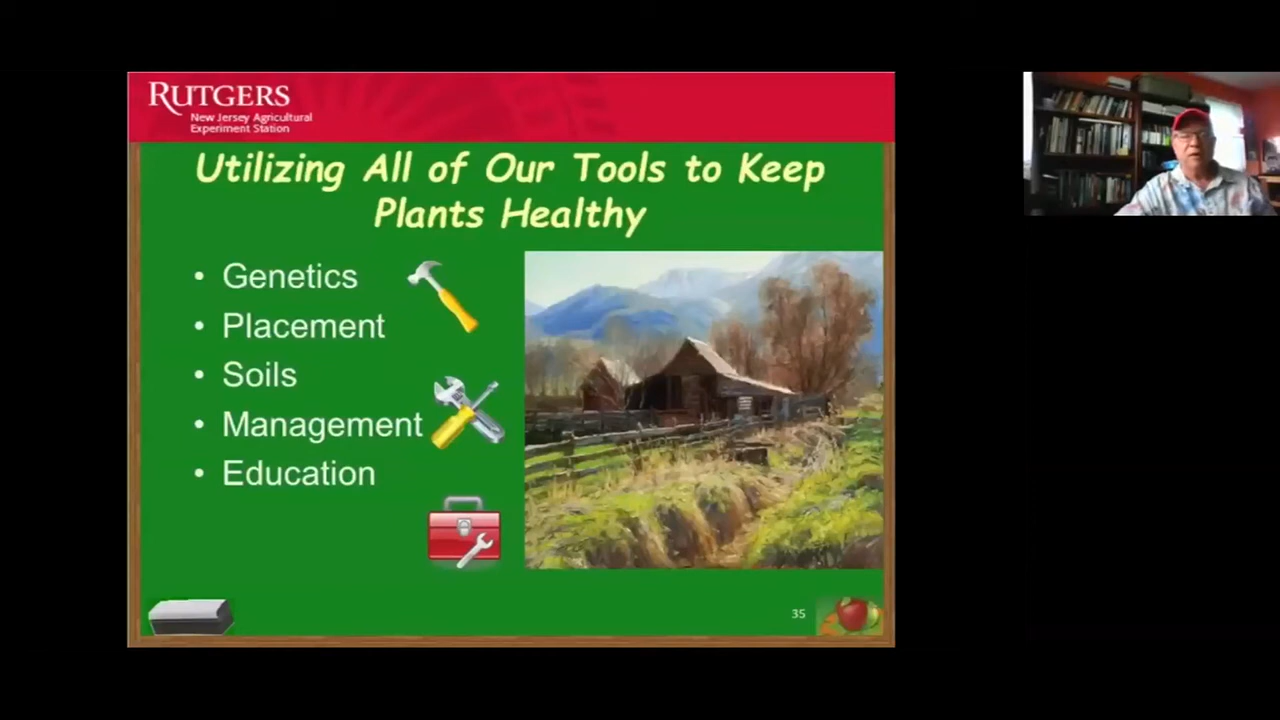 RUTGERS
New Jersey Agricultural
Experiment Station
Utilizing All of Our Tools to Keep
Plants Healthy
• Genetics
• Placement
• Soils
• Management
• Education
35